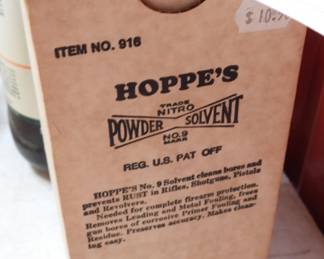 $ 10.
ITEM NO. 916
HOPPE'S
TRADE
NITRO
POWDER SOLVENT
NO. 9
MARK
REG. U.S. PAT OFF
HOPPE'S No. 9 Solvent cleans bores and
prevents RUST in Rifles, Shotguns, Pistols
and Revolvers.
Needed for complete firearm protection.
Removes Leading and Metal Fouling, frees
gun bores of corrosive Primer Fouling and
Residue. Preserves accuracy. Makes clean-
ing easy.